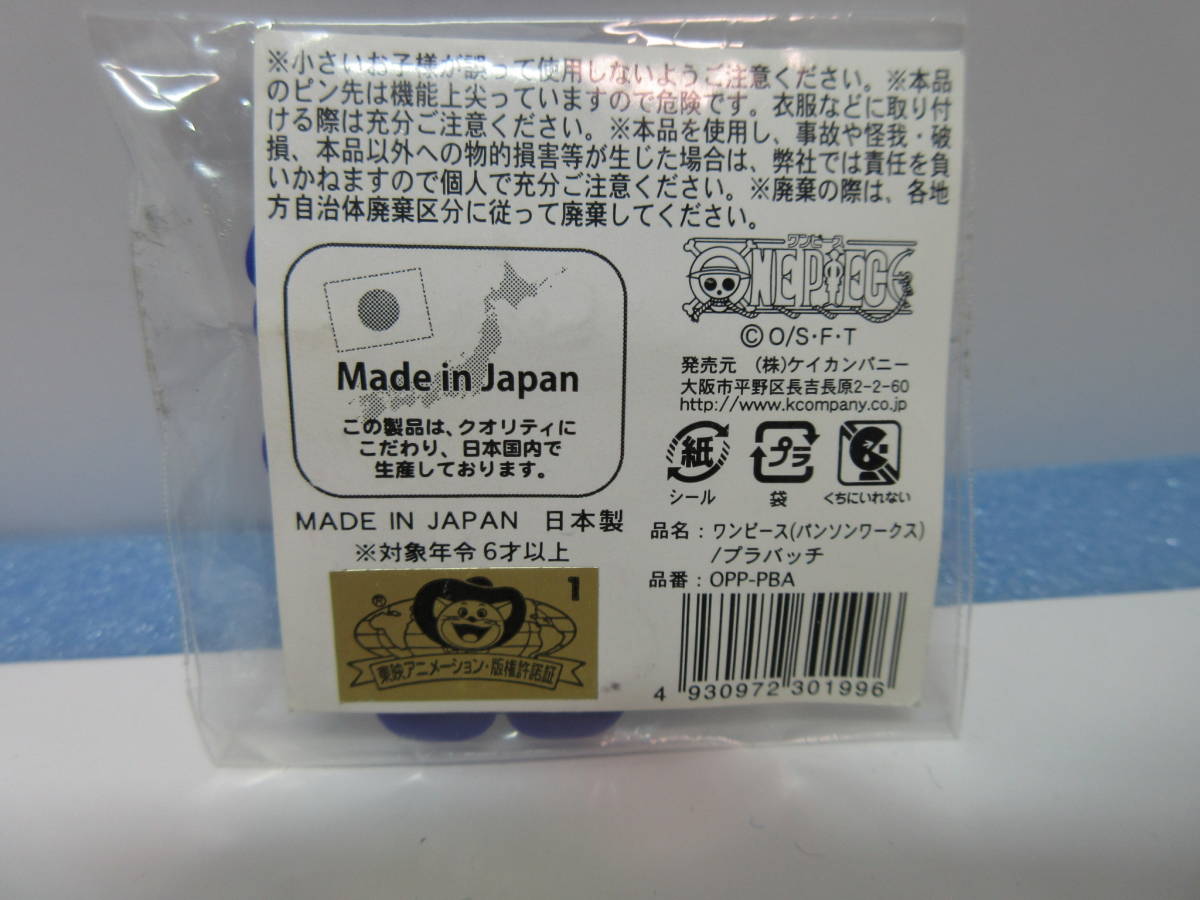 ※小さいお子様が誤って使用しないようご注意ください。※本品
のピン先は機能上尖っていますので危険です。衣服などに取り付
ける際は充分ご注意ください。※本品を使用し、事故や怪我・破
損、本品以外への物的損害等が生じた場合は、弊社では責任を負
いかねますので個人で充分ご注意ください。※廃棄の際は、各地
方自治体廃棄区分に従って廃棄してください。
Made in Japan
この製品は、クオリティに
こだわり、日本国内で
生産しております。
MADE IN JAPAN 日本製
※対象年令6才以上
® 1
東映アニメーション・版権許諾証
ワンピース
ONE PIECE
©O/S・F・T
発売元 (株)ケイカンパニー
大阪市平野区長吉長原2-2-60
http://www.kcompany.co.jp
紙 プラ
シール 袋 くちにいれない
品名：ワンピース(パンソンワークス)
/プラバッチ
品番：OPP-PBA
4 930972 301996